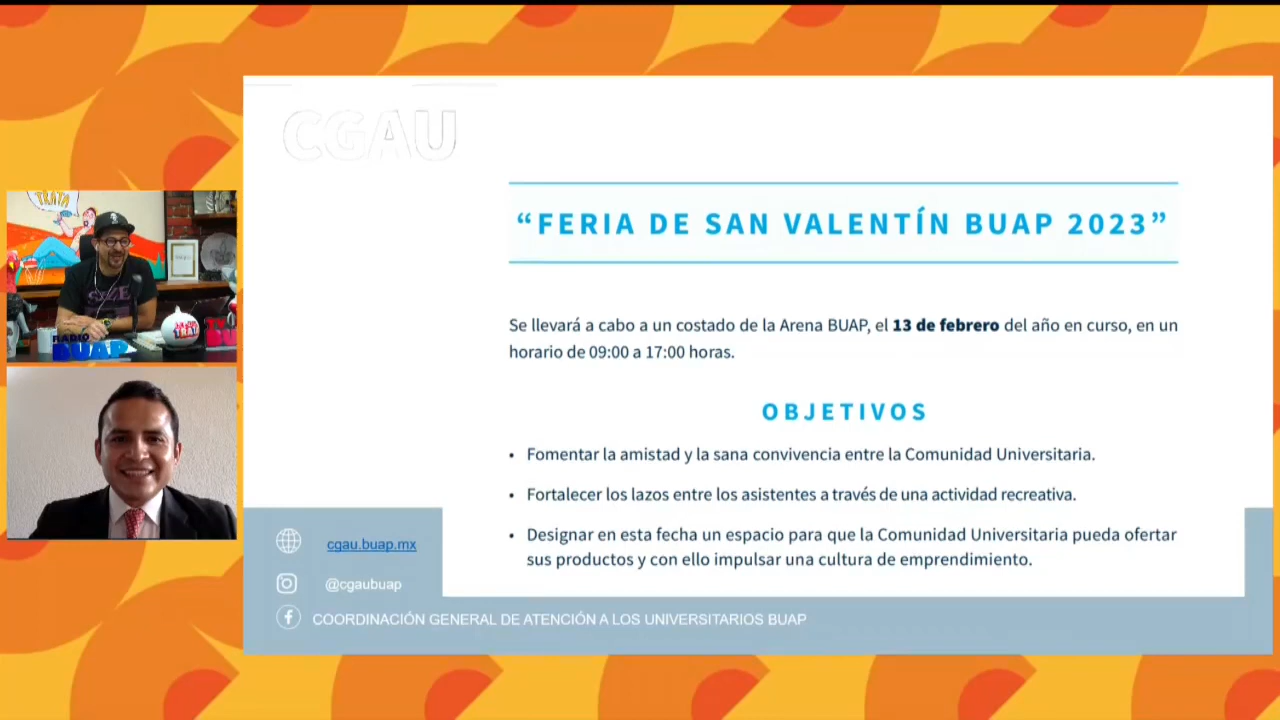 CGAU
“FERIA DE SAN VALENTÍN BUAP 2023”
Se llevará a cabo a un costado de la Arena BUAP, el 13 de febrero del año en curso, en un
horario de 09:00 a 17:00 horas.
OBJETIVOS
• Fomentar la amistad y la sana convivencia entre la Comunidad Universitaria.
• Fortalecer los lazos entre los asistentes a través de una actividad recreativa.
• Designar en esta fecha un espacio para que la Comunidad Universitaria pueda ofertar
sus productos y con ello impulsar una cultura de emprendimiento.
cgau.buap.mx
@cgaubuap
COORDINACIÓN GENERAL DE ATENCIÓN A LOS UNIVERSITARIOS BUAP
TRATA
RADIO
BUAP